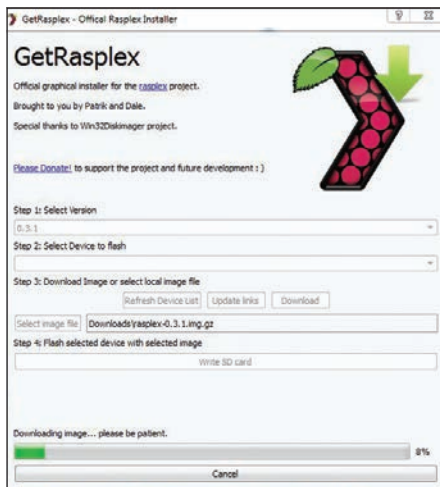 GetRasplex - Offical Rasplex Installer
GetRasplex
Official graphical installer for the rasplex project.
Brought to you by Patrik and Dale.
Special thanks to Win32DiskImager project.
Please Donate! to support the project and future development : )
Step 1: Select Version
0.3.1
Step 2: Select Device to flash
Step 3: Download Image or select local image file
Refresh Device List Update links Download
Select image file Downloads\rasplex-0.3.1.img.gz
Step 4: Flash selected device with selected image
Write SD card
Downloading image... please be patient.
8%
Cancel